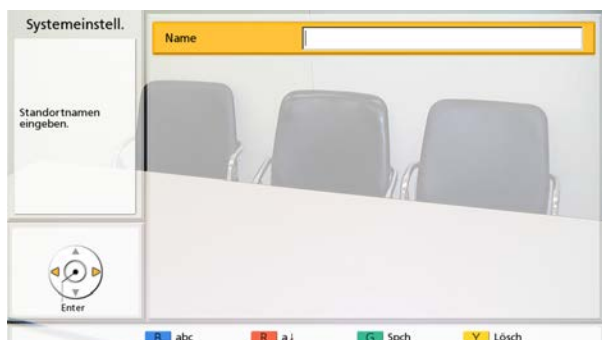 Systemeinstell.
Name
Standortnamen
eingeben.
Enter
B abc
R a↓
G Spch
Y Lösch